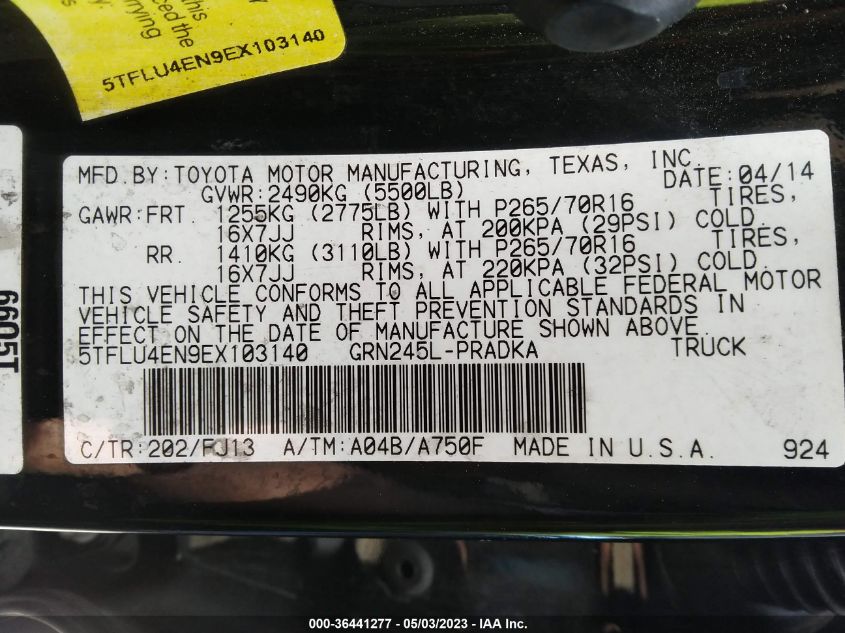 this
ced the
nying
5TFLU4EN9EX103140
6605T
MFD.BY:TOYOTA MOTOR MANUFACTURING, TEXAS, INC.
GVWR:2490KG (5500LB) DATE:04/14
GAWR:FRT. 1255KG (2775LB) WITH P265/70R16 TIRES,
16X7JJ RIMS, AT 200KPA (29PSI) COLD
RR. 1410KG (3110LB) WITH P265/70R16 TIRES,
16X7JJ RIMS, AT 220KPA (32PSI) COLD.
THIS VEHICLE CONFORMS TO ALL APPLICABLE FEDERAL MOTOR
VEHICLE SAFETY AND THEFT PREVENTION STANDARDS IN
EFFECT ON THE DATE OF MANUFACTURE SHOWN ABOVE.
5TFLU4EN9EX103140 GRN245L-PRADKA TRUCK
C/TR:202/FJ13 A/TM:A04B/A750F MADE IN U.S.A. 924
000-36441277 - 05/03/2023 - IAA Inc.